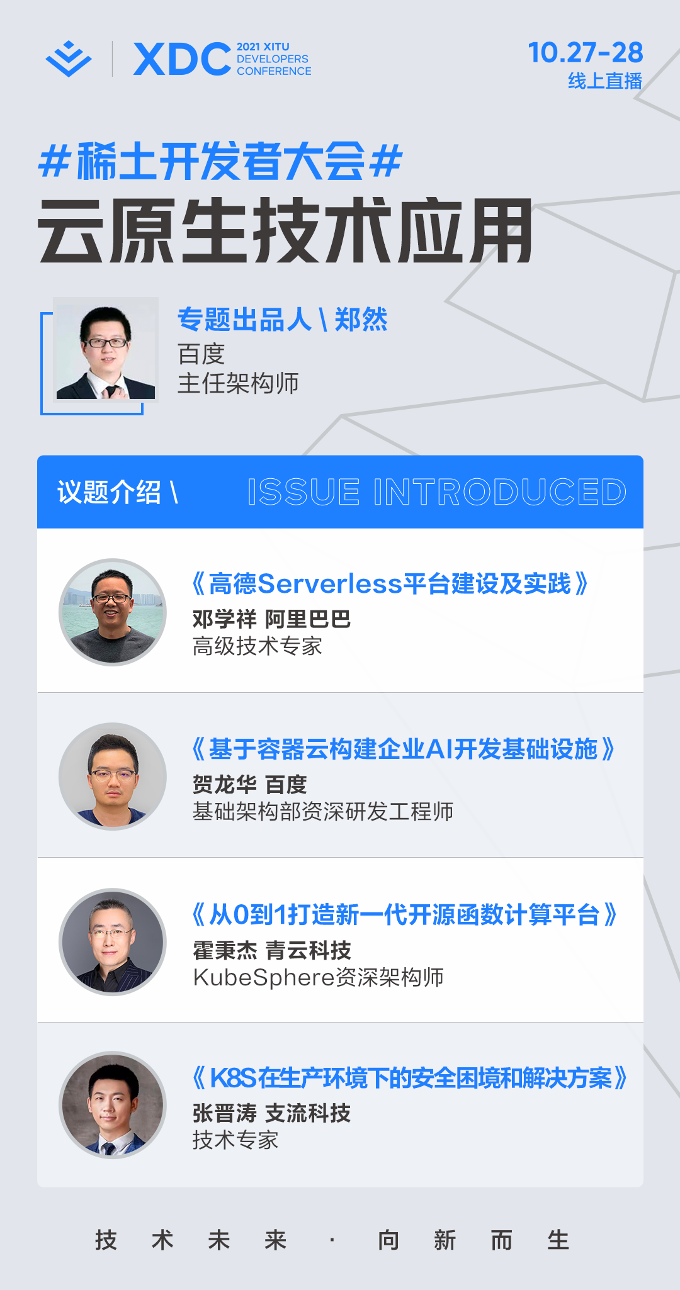 XDC
2021 XITU
DEVELOPERS
CONFERENCE
10.27-28
线上直播
#稀土开发者大会#
云原生技术应用
专题出品人 \ 郑然
百度
主任架构师
议题介绍 \
ISSUE INTRODUCED
《高德Serverless平台建设及实践》
邓学祥 阿里巴巴
高级技术专家
《基于容器云构建企业AI开发基础设施》
贺龙华 百度
基础架构部资深研发工程师
《从0到1打造新一代开源函数计算平台》
霍秉杰 青云科技
KubeSphere资深架构师
《K8S在生产环境下的安全困境和解决方案》
张晋涛 支流科技
技术专家
技术未来 · 向新而生